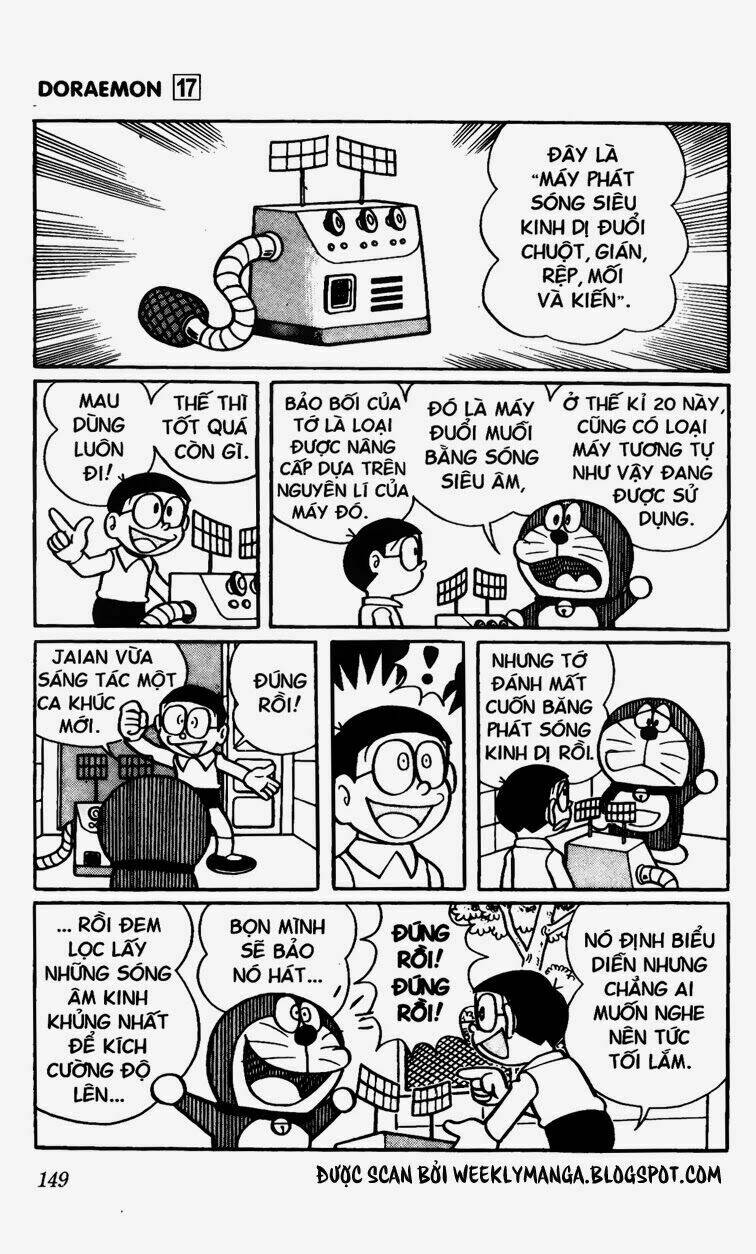 DORAEMON 17
ĐÂY LÀ
"MÁY PHÁT
SÓNG SIÊU
KINH DỊ ĐUỔI
CHUỘT, GIÁN,
RỆP, MỐI
VÀ KIẾN".
Ở THẾ KỈ 20 NÀY,
CŨNG CÓ LOẠI
MÁY TƯƠNG TỰ
NHƯ VẬY ĐANG
ĐƯỢC SỬ
DỤNG.
ĐÓ LÀ MÁY
ĐUỔI MUỖI
BẰNG SÓNG
SIÊU ÂM,
BẢO BỐI CỦA
TỚ LÀ LOẠI
ĐƯỢC NÂNG
CẤP DỰA TRÊN
NGUYÊN LÍ CỦA
MÁY ĐÓ.
THẾ THÌ
TỐT QUÁ
CÒN GÌ.
MAU
DÙNG
LUÔN
ĐI!
NHƯNG TỚ
ĐÁNH MẤT
CUỐN BĂNG
PHÁT SÓNG
KINH DỊ RỒI.
!
ĐÚNG
RỒI!
JAIAN VỪA
SÁNG TÁC MỘT
CA KHÚC
MỚI.
NÓ ĐỊNH BIỂU
DIỄN NHƯNG
CHẲNG AI
MUỐN NGHE
NÊN TỨC
TỐI LẮM.
ĐÚNG
RỒI!
ĐÚNG
RỒI!
BỌN MÌNH
SẼ BẢO
NÓ HÁT...
... RỒI ĐEM
LỌC LẤY
NHỮNG SÓNG
ÂM KINH
KHỦNG NHẤT
ĐỂ KÍCH
CƯỜNG ĐỘ
LÊN...
149
ĐƯỢC SCAN BỞI WEEKLYMANGA.BLOGSPOT.COM